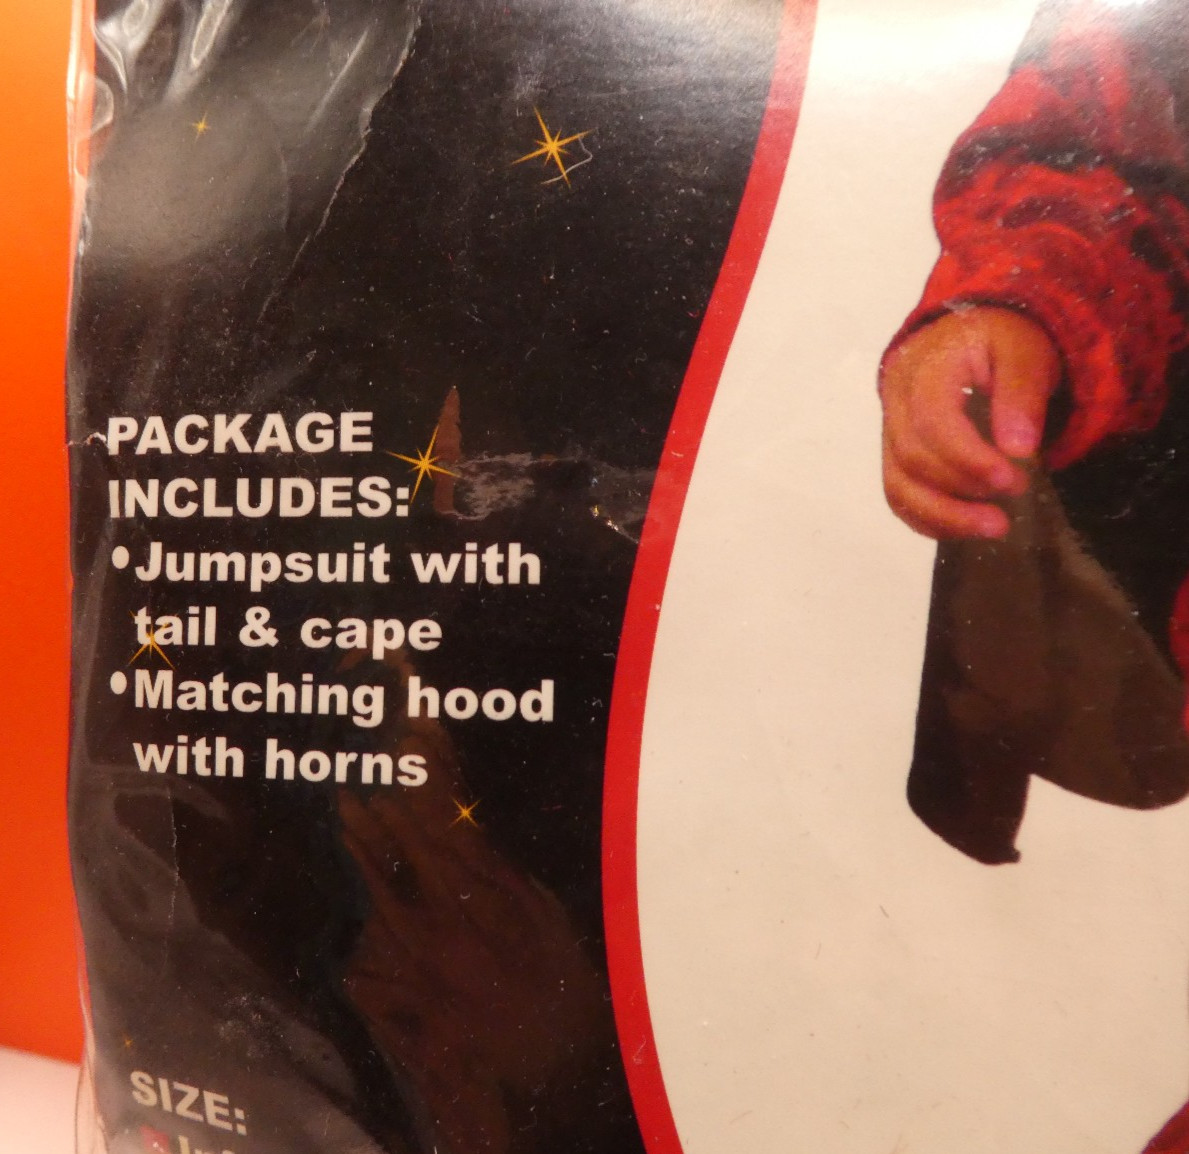 PACKAGE
INCLUDES:
•Jumpsuit with
tail & cape
•Matching hood
with horns
SIZE: